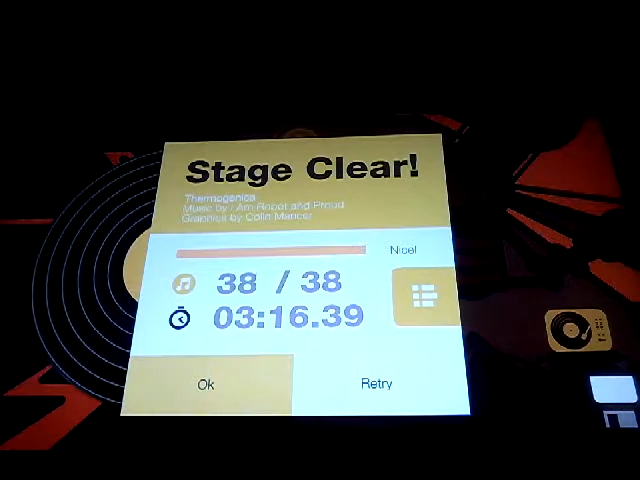 Stage Clear!
Thermogenica
Music by I Am Robot and Proud
Graphics by Colin Mancer
Nice!
38 / 38
03:16.39
Ok
Retry